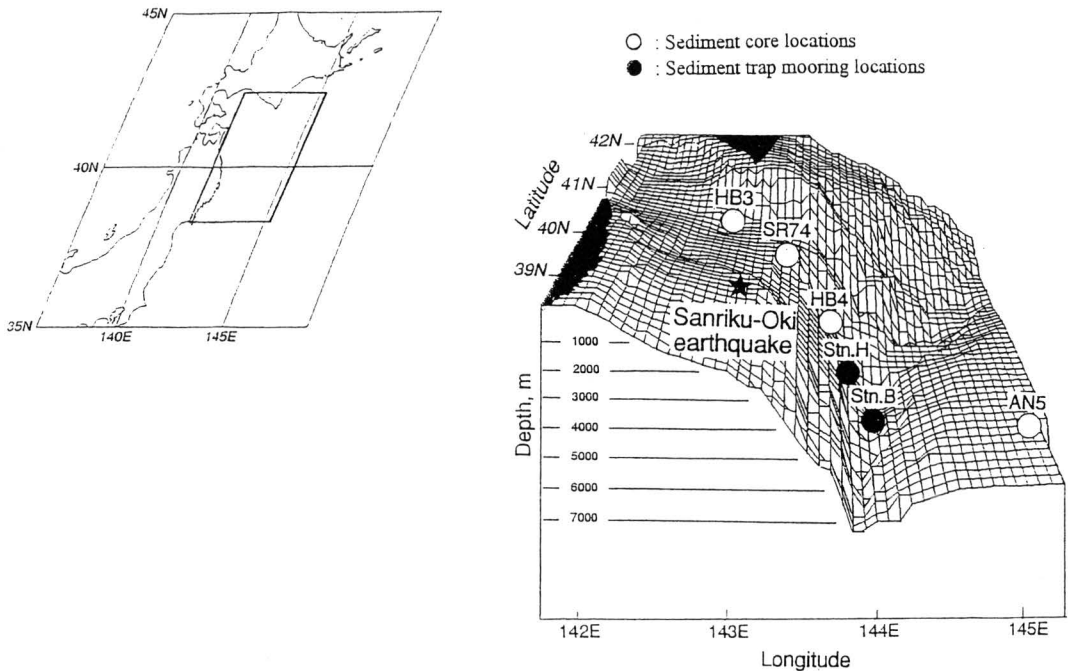 45N
40N
35N
140E
145E
○ : Sediment core locations
● : Sediment trap mooring locations
42N
41N
40N
39N
Latitude
HB3
SR74
HB4
Sanriku-Oki
earthquake
Stn.H
Stn.B
AN5
Depth, m
1000
2000
3000
4000
5000
6000
7000
142E
143E
144E
145E
Longitude